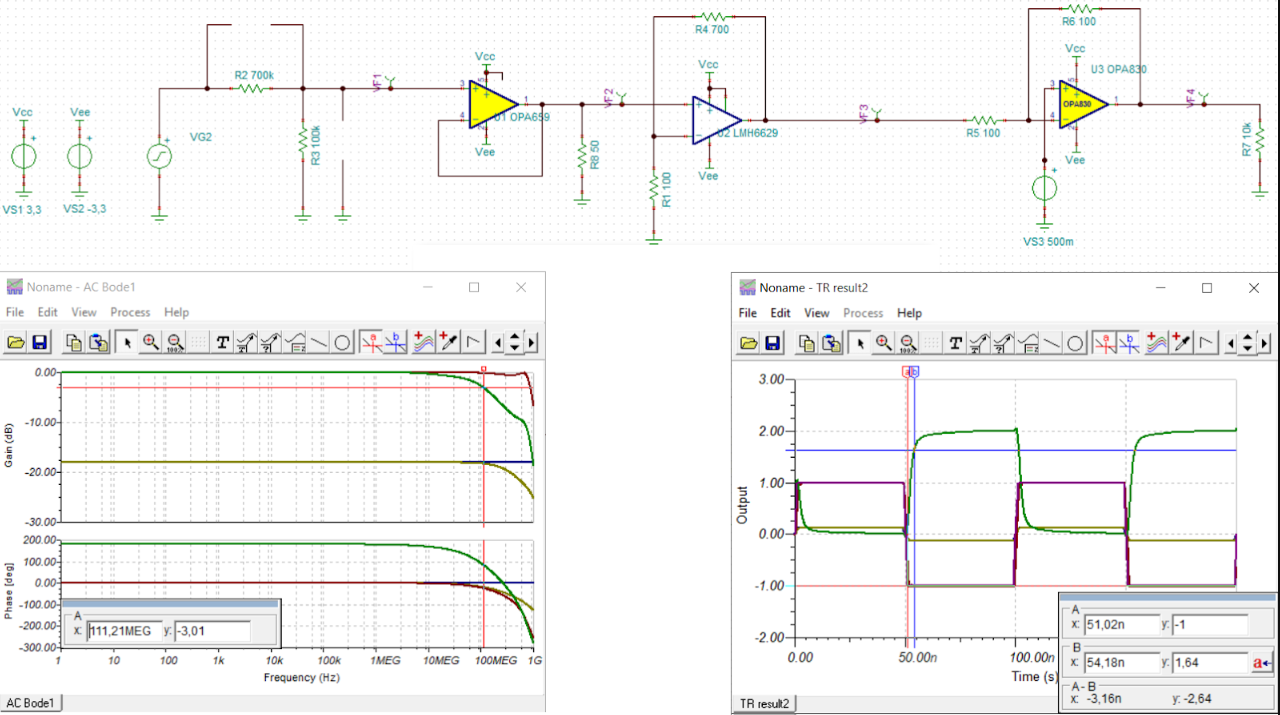 R6 100
R4 700
Vcc
Vcc
Vcc
U3 OPA830
R2 700k
VF1
VF2
VF3
VF4
OPA830
Vcc
Vee
VG2
R3 100k
U1 OPA659
U2 LMH6629
R5 100
R7 10k
R8 50
Vee
Vee
Vee
R1 100
VS1 3,3
VS2 -3,3
VS3 500m
Noname - AC Bode1
File Edit View Process Help
T
a
b
a
0.00
-10.00
-20.00
-30.00
Gain (dB)
200.00
100.00
0.00
-100.00
-200.00
-300.00
Phase [deg]
A
x: 111,21MEG y: -3,01
1 10 100 1k 10k 100k 1MEG 10MEG 100MEG 1G
Frequency (Hz)
AC Bode1
Noname - TR result2
File Edit View Process Help
T
a
b
a b
3.00
2.00
1.00
0.00
-1.00
-2.00
Output
0.00 50.00n 100.00n
Time (s)
A
x: 51,02n y: -1
B
x: 54,18n y: 1,64
a
A - B
x: -3,16n y: -2,64
TR result2